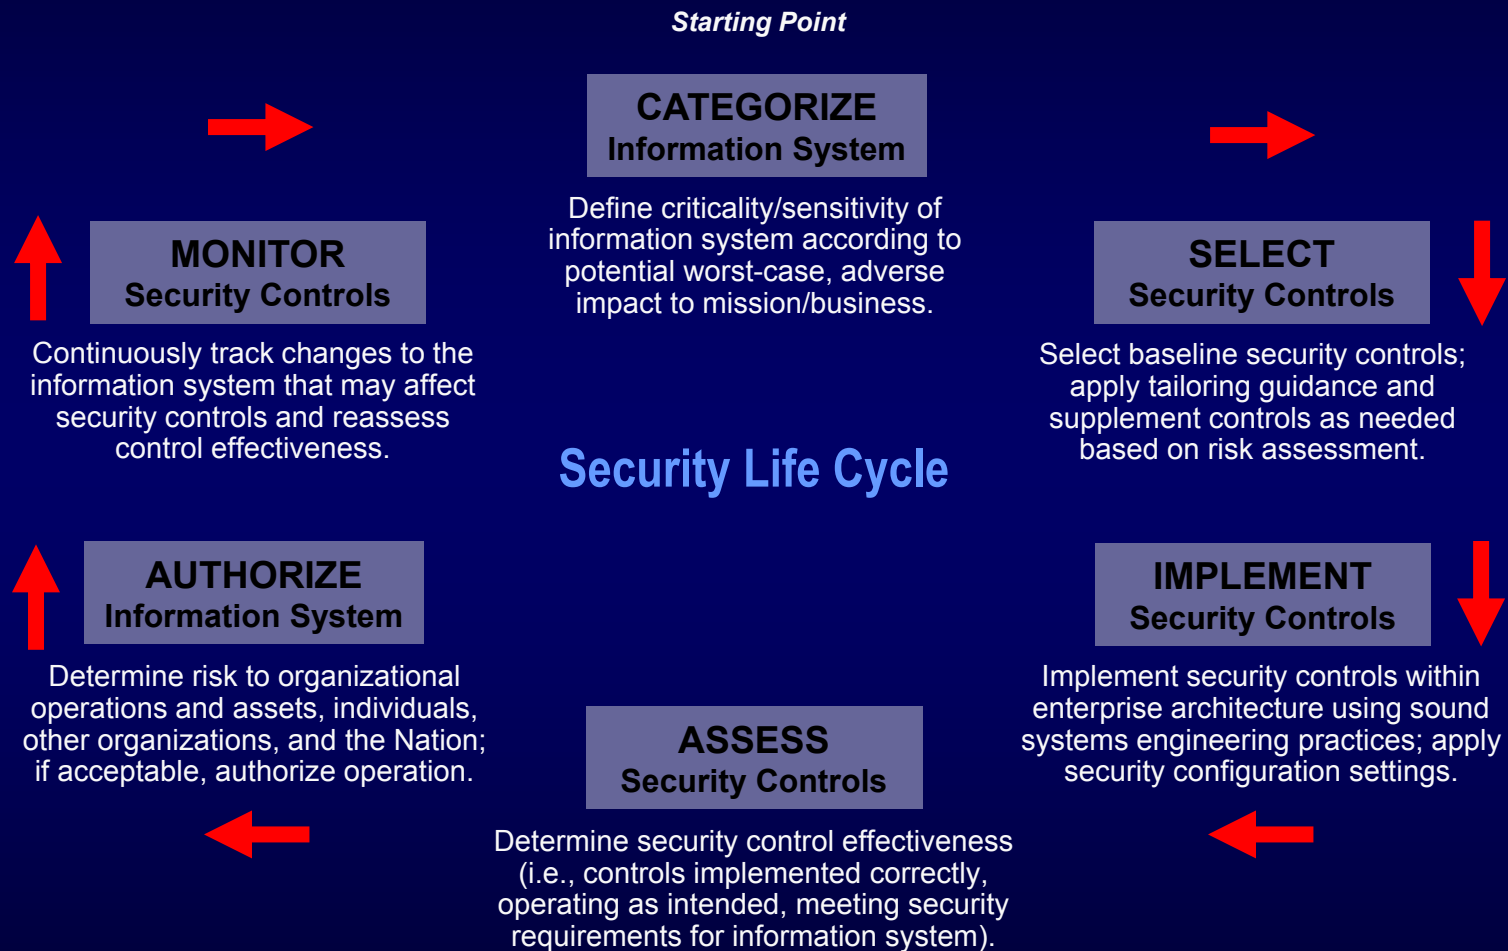 Starting Point
CATEGORIZE
Information System
Define criticality/sensitivity of
information system according to
potential worst-case, adverse
impact to mission/business.
MONITOR
Security Controls
Continuously track changes to the
information system that may affect
security controls and reassess
control effectiveness.
SELECT
Security Controls
Select baseline security controls;
apply tailoring guidance and
supplement controls as needed
based on risk assessment.
Security Life Cycle
AUTHORIZE
Information System
Determine risk to organizational
operations and assets, individuals,
other organizations, and the Nation;
if acceptable, authorize operation.
IMPLEMENT
Security Controls
Implement security controls within
enterprise architecture using sound
systems engineering practices; apply
security configuration settings.
ASSESS
Security Controls
Determine security control effectiveness
(i.e., controls implemented correctly,
operating as intended, meeting security
requirements for information system).